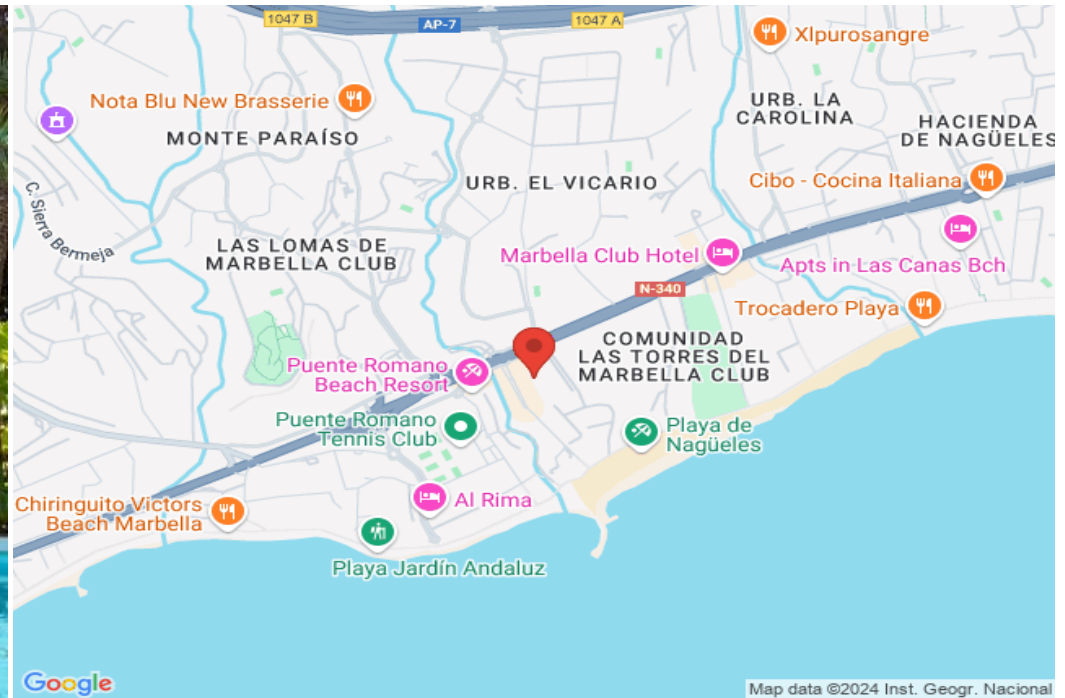 1047 B
AP-7
1047 A
Xlpurosangre
Nota Blu New Brasserie
MONTE PARAÍSO
URB. LA
CAROLINA
HACIENDA
DE NAGÜELES
URB. EL VICARIO
Cibo - Cocina Italiana
C. Sierra Bermeja
LAS LOMAS DE
MARBELLA CLUB
Marbella Club Hotel
Apts in Las Canas Bch
N-340
Trocadero Playa
COMUNIDAD
LAS TORRES DEL
MARBELLA CLUB
Puente Romano
Beach Resort
Puente Romano
Tennis Club
Playa de
Nagüeles
Al Rima
Chiringuito Victors
Beach Marbella
Playa Jardín Andaluz
Google
Map data ©2024 Inst. Geogr. Nacional